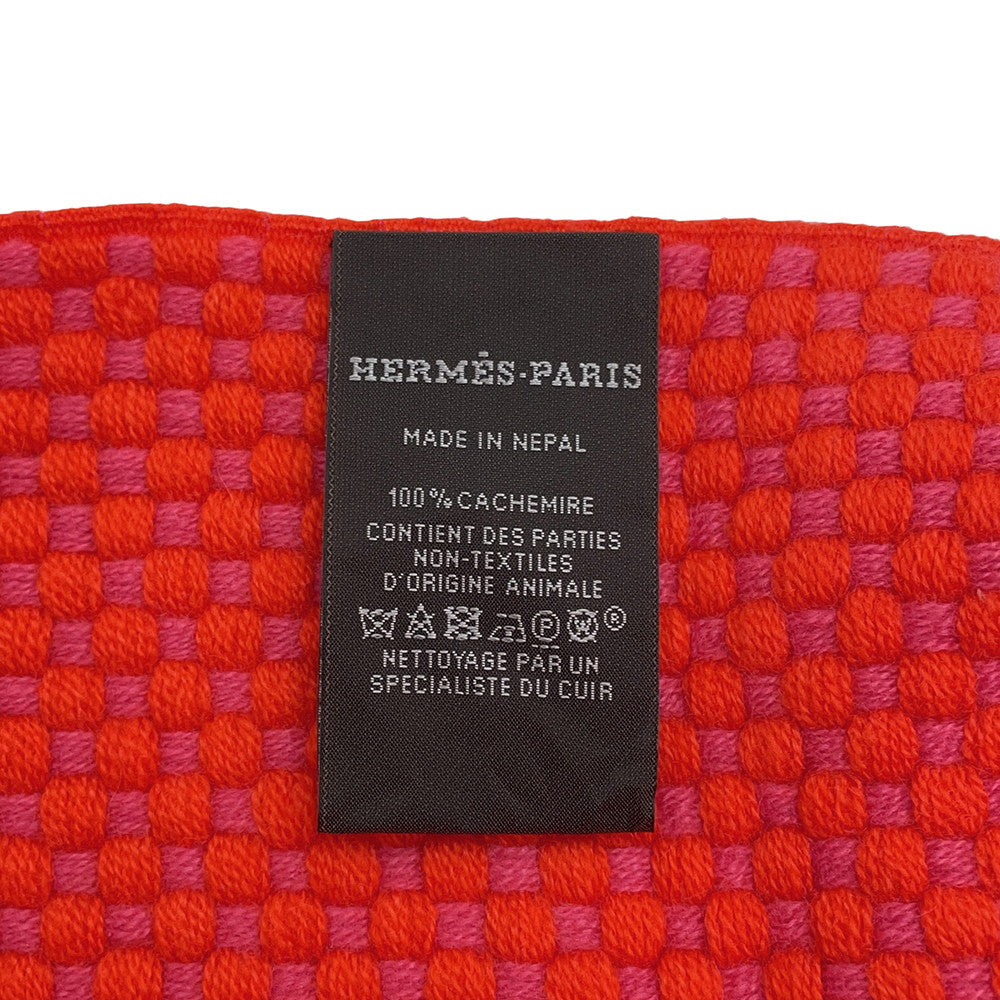 HERMÈS-PARIS
MADE IN NEPAL
100% CACHEMIRE
CONTIENT DES PARTIES
NON-TEXTILES
D'ORIGINE ANIMALE
P W ®
NETTOYAGE PAR UN
SPECIALISTE DU CUIR